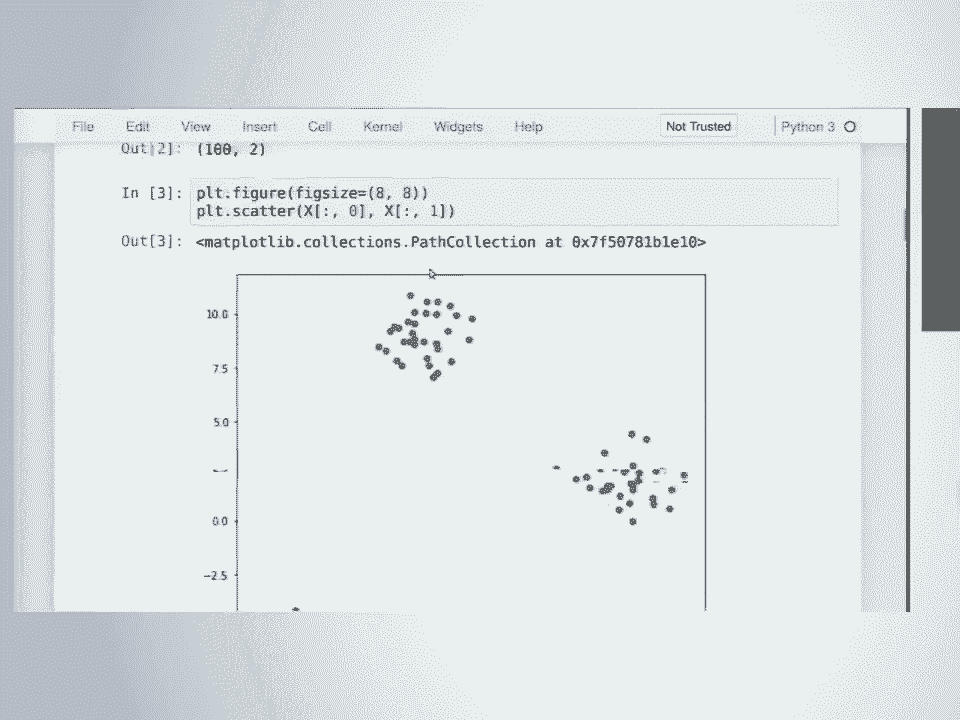 File Edit View Insert Cell Kernel Widgets Help Not Trusted Python 3
Out[2]: (100, 2)
In [3]: plt.figure(figsize=(8, 8))
plt.scatter(X[:, 0], X[:, 1])
Out[3]: <matplotlib.collections.PathCollection at 0x7f50781b1e10>
10.0
7.5
5.0
0.0
−2.5